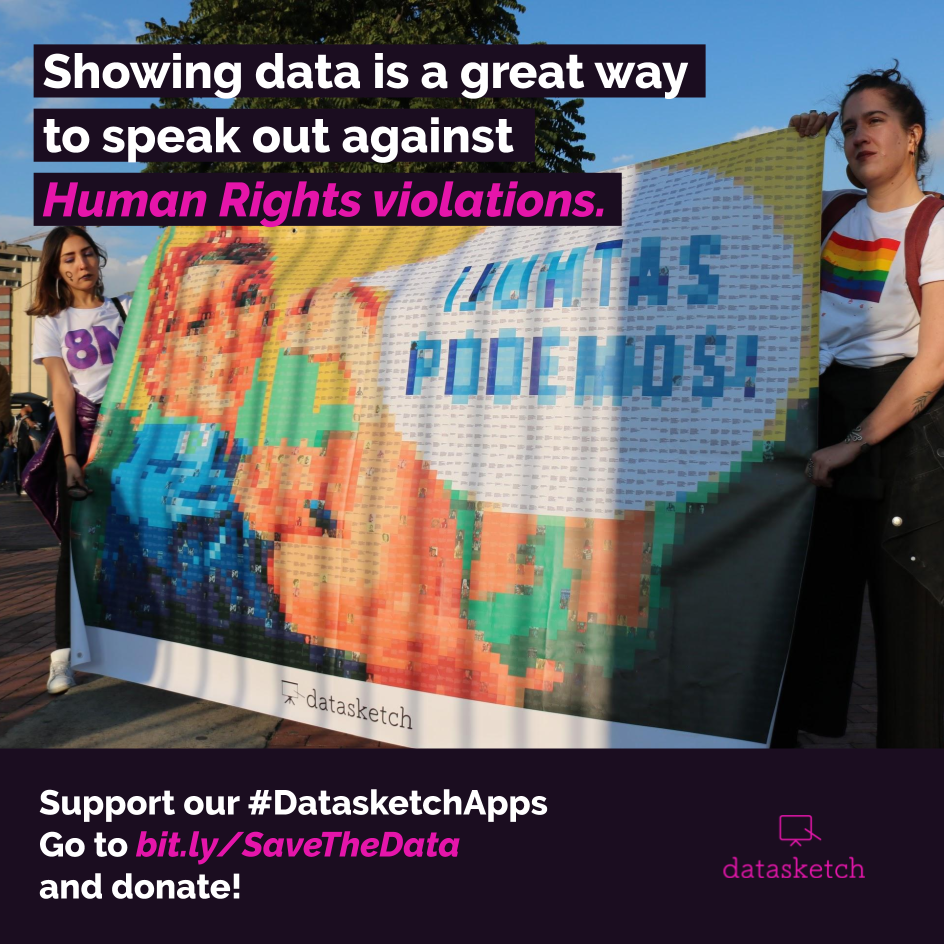 Showing data is a great way
to speak out against
Human Rights violations.
8M
¡JUNTAS
PODEMOS!
datasketch
Support our #DatasketchApps
Go to bit.ly/SaveTheData
and donate!
datasketch